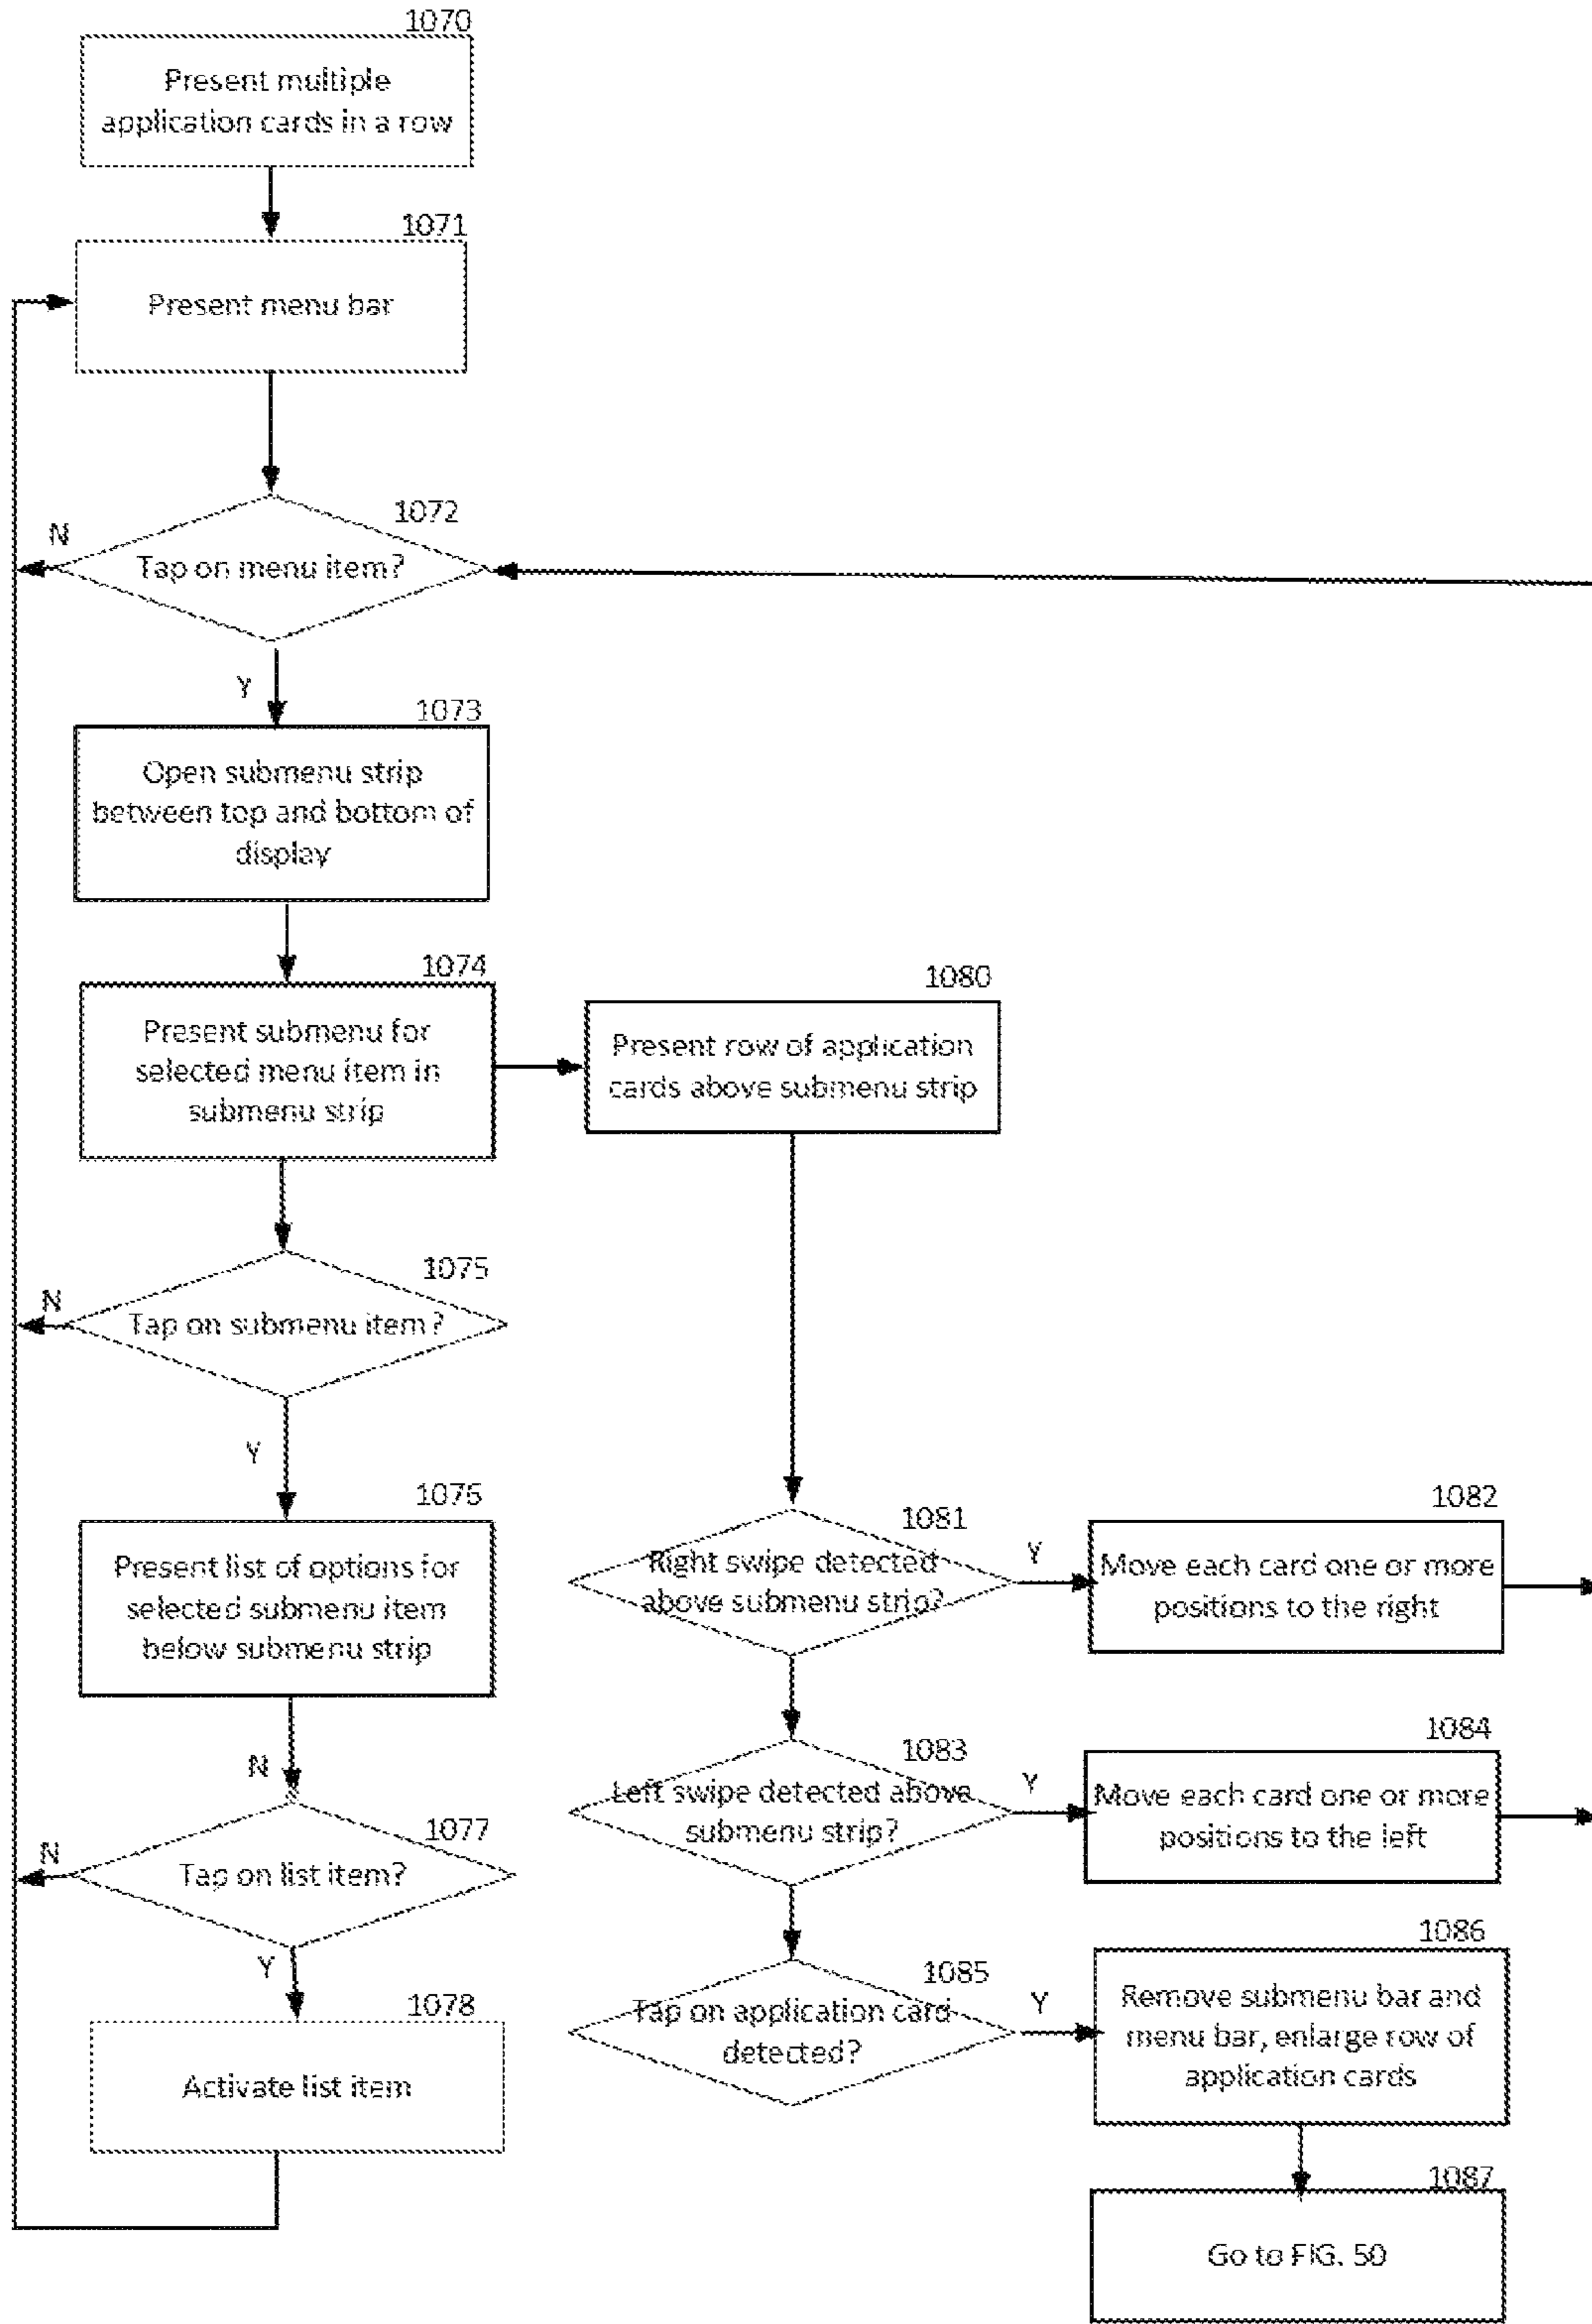 1070
Present multiple
application cards in a row
1071
Present menu bar
1072
N
Tap on menu item?
Y
1073
Open submenu strip
between top and bottom of
display
1074
Present submenu for
selected menu item in
submenu strip
1080
Present row of application
cards above submenu strip
1075
N
Tap on submenu item?
Y
1076
Present list of options for
selected submenu item
below submenu strip
N
1077
N
Tap on list item?
Y
1078
Activate list item
1081
Right swipe detected
above submenu strip?
Y
1082
Move each card one or more
positions to the right
1083
Left swipe detected above
submenu strip?
Y
1084
Move each card one or more
positions to the left
1085
Tap on application card
detected?
Y
1086
Remove submenu bar and
menu bar, enlarge row of
application cards
1087
Go to FIG. 50